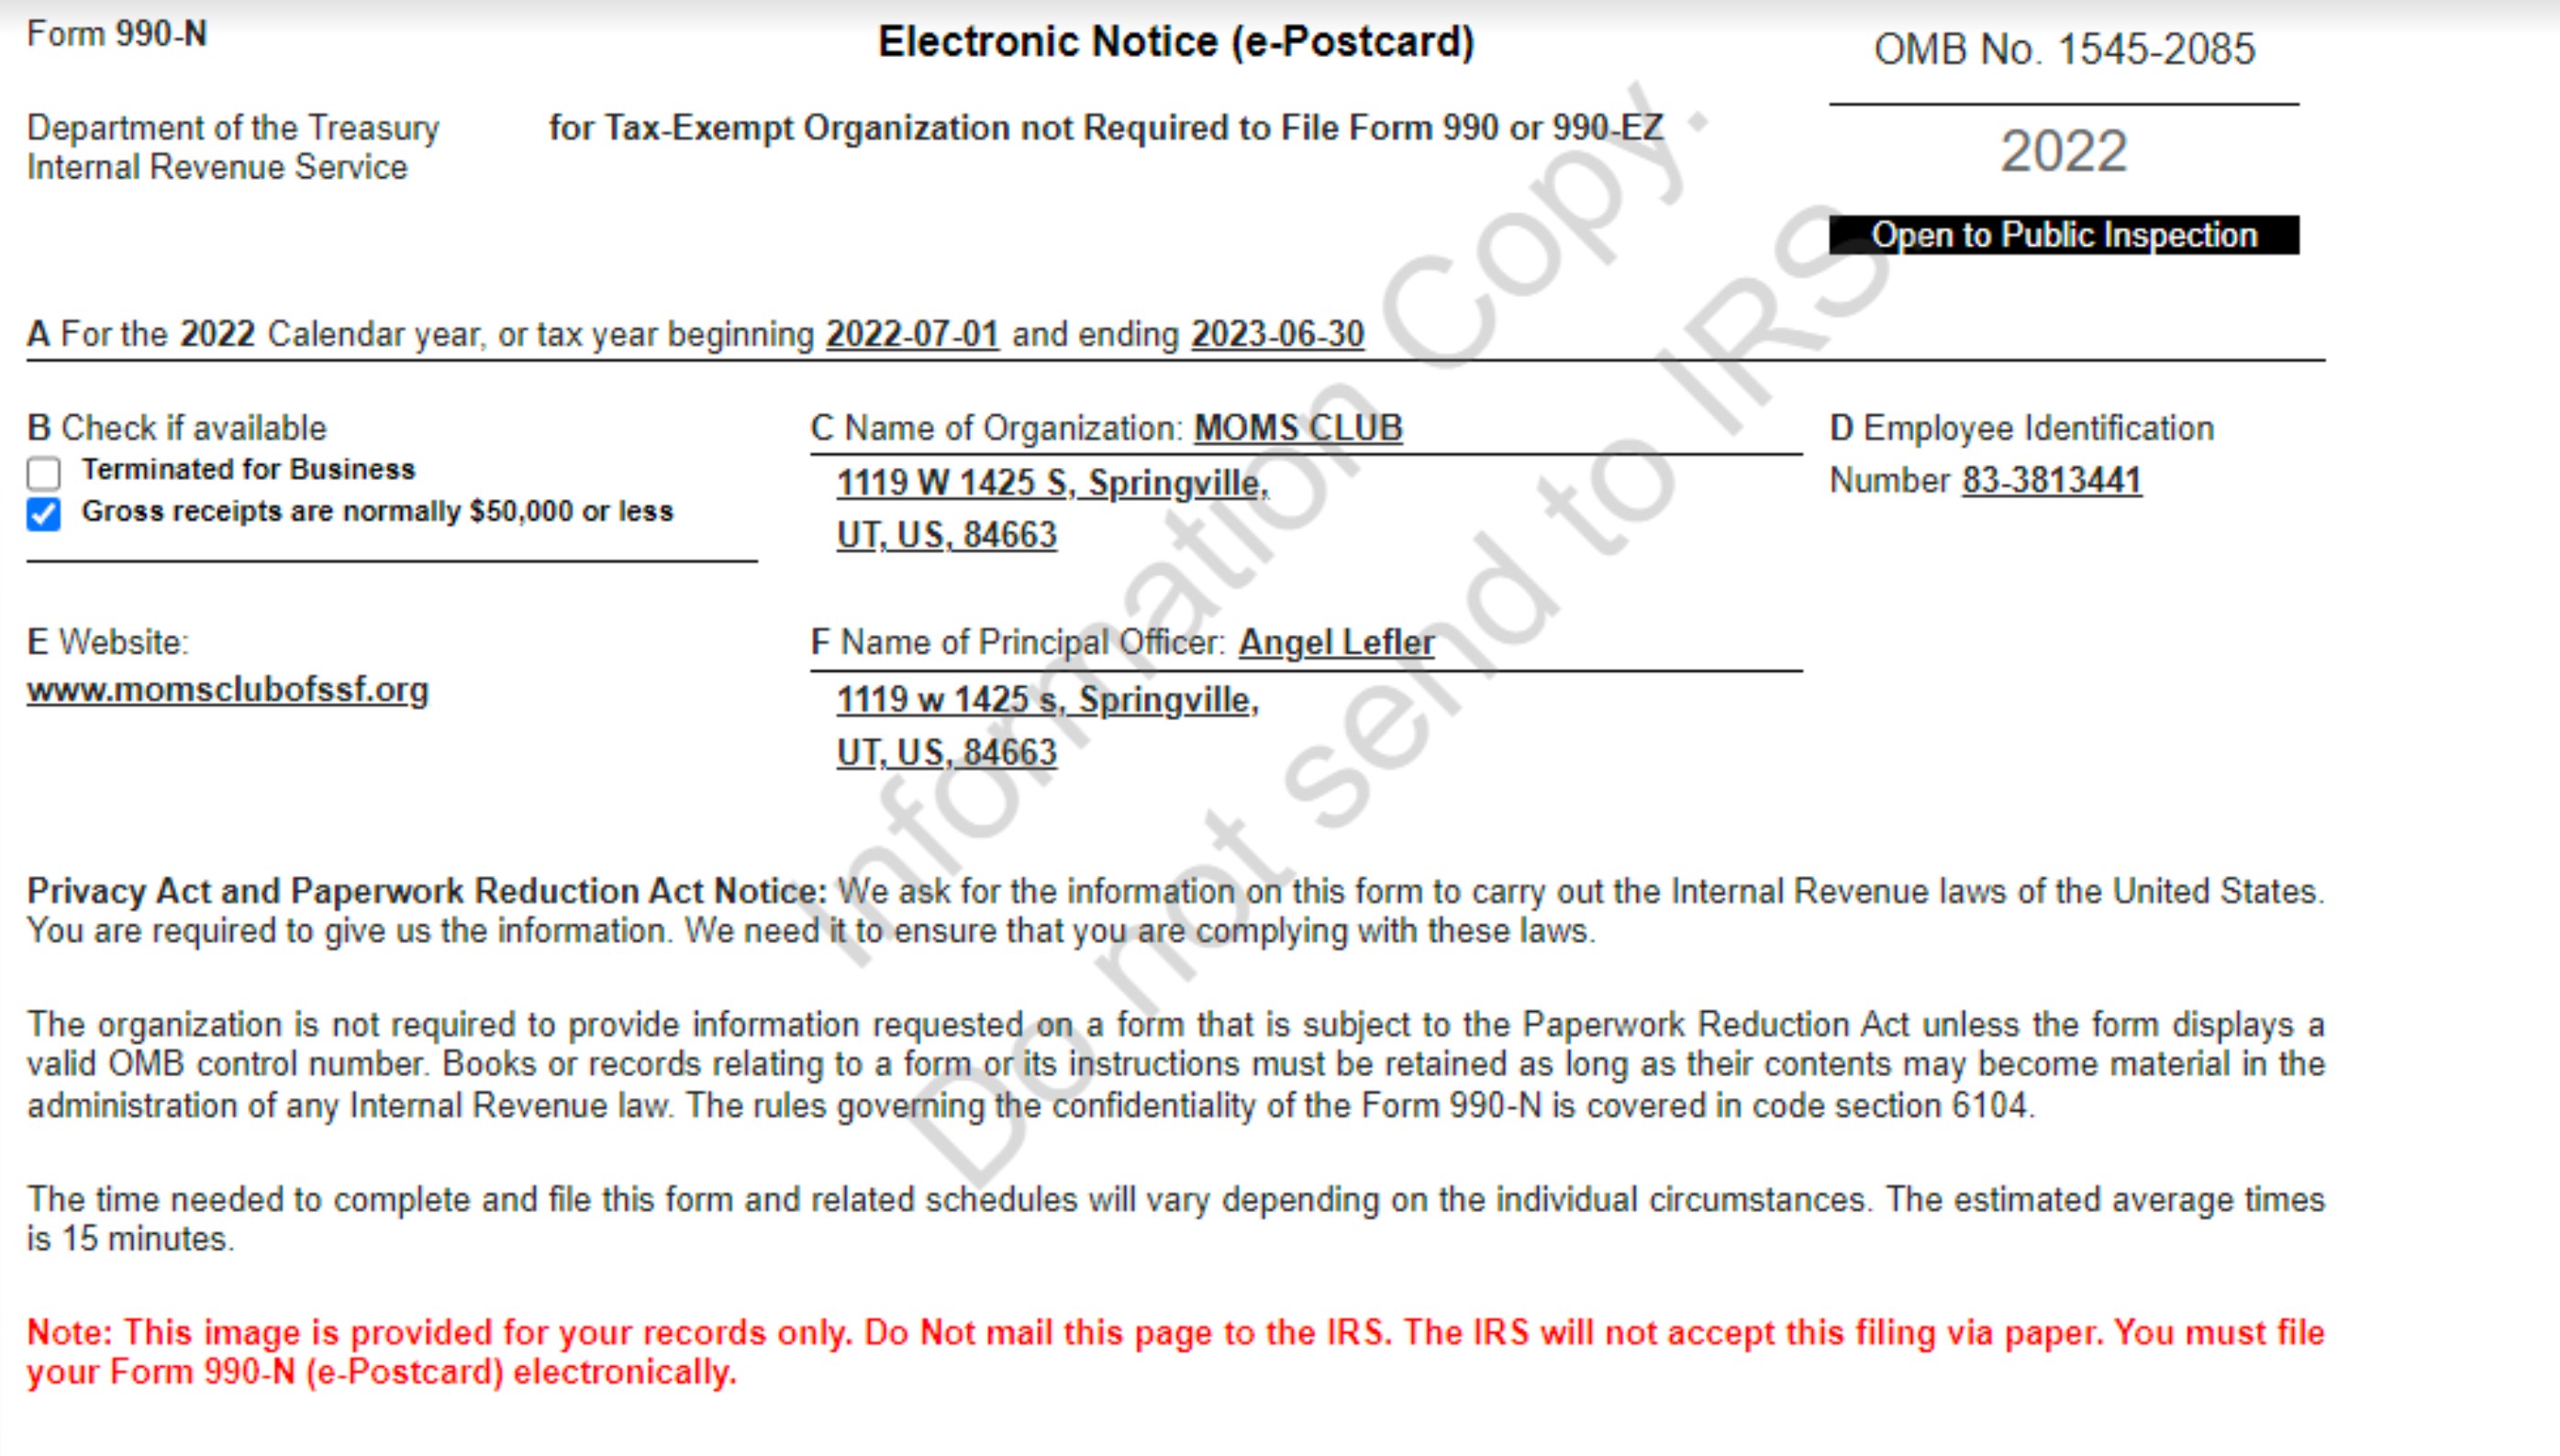 Form 990-N
Electronic Notice (e-Postcard)
OMB No. 1545-2085
Department of the Treasury
Internal Revenue Service
for Tax-Exempt Organization not Required to File Form 990 or 990-EZ
2022
Open to Public Inspection
A For the 2022 Calendar year, or tax year beginning 2022-07-01 and ending 2023-06-30
B Check if available
Terminated for Business
Gross receipts are normally $50,000 or less
C Name of Organization: MOMS CLUB
1119 W 1425 S, Springville,
UT, US, 84663
D Employee Identification
Number 83-3813441
E Website:
www.momsclubofssf.org
F Name of Principal Officer: Angel Lefler
1119 w 1425 s, Springville,
UT, US, 84663
Privacy Act and Paperwork Reduction Act Notice: We ask for the information on this form to carry out the Internal Revenue laws of the United States.
You are required to give us the information. We need it to ensure that you are complying with these laws.
The organization is not required to provide information requested on a form that is subject to the Paperwork Reduction Act unless the form displays a
valid OMB control number. Books or records relating to a form or its instructions must be retained as long as their contents may become material in the
administration of any Internal Revenue law. The rules governing the confidentiality of the Form 990-N is covered in code section 6104.
The time needed to complete and file this form and related schedules will vary depending on the individual circumstances. The estimated average times
is 15 minutes.
Note: This image is provided for your records only. Do Not mail this page to the IRS. The IRS will not accept this filing via paper. You must file
your Form 990-N (e-Postcard) electronically.
Information Copy.
Do not send to IRS